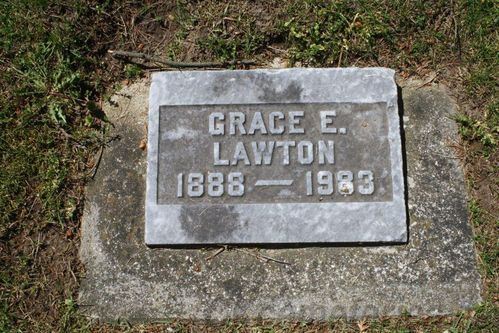 GRACE E.
LAWTON
1888 — 1983